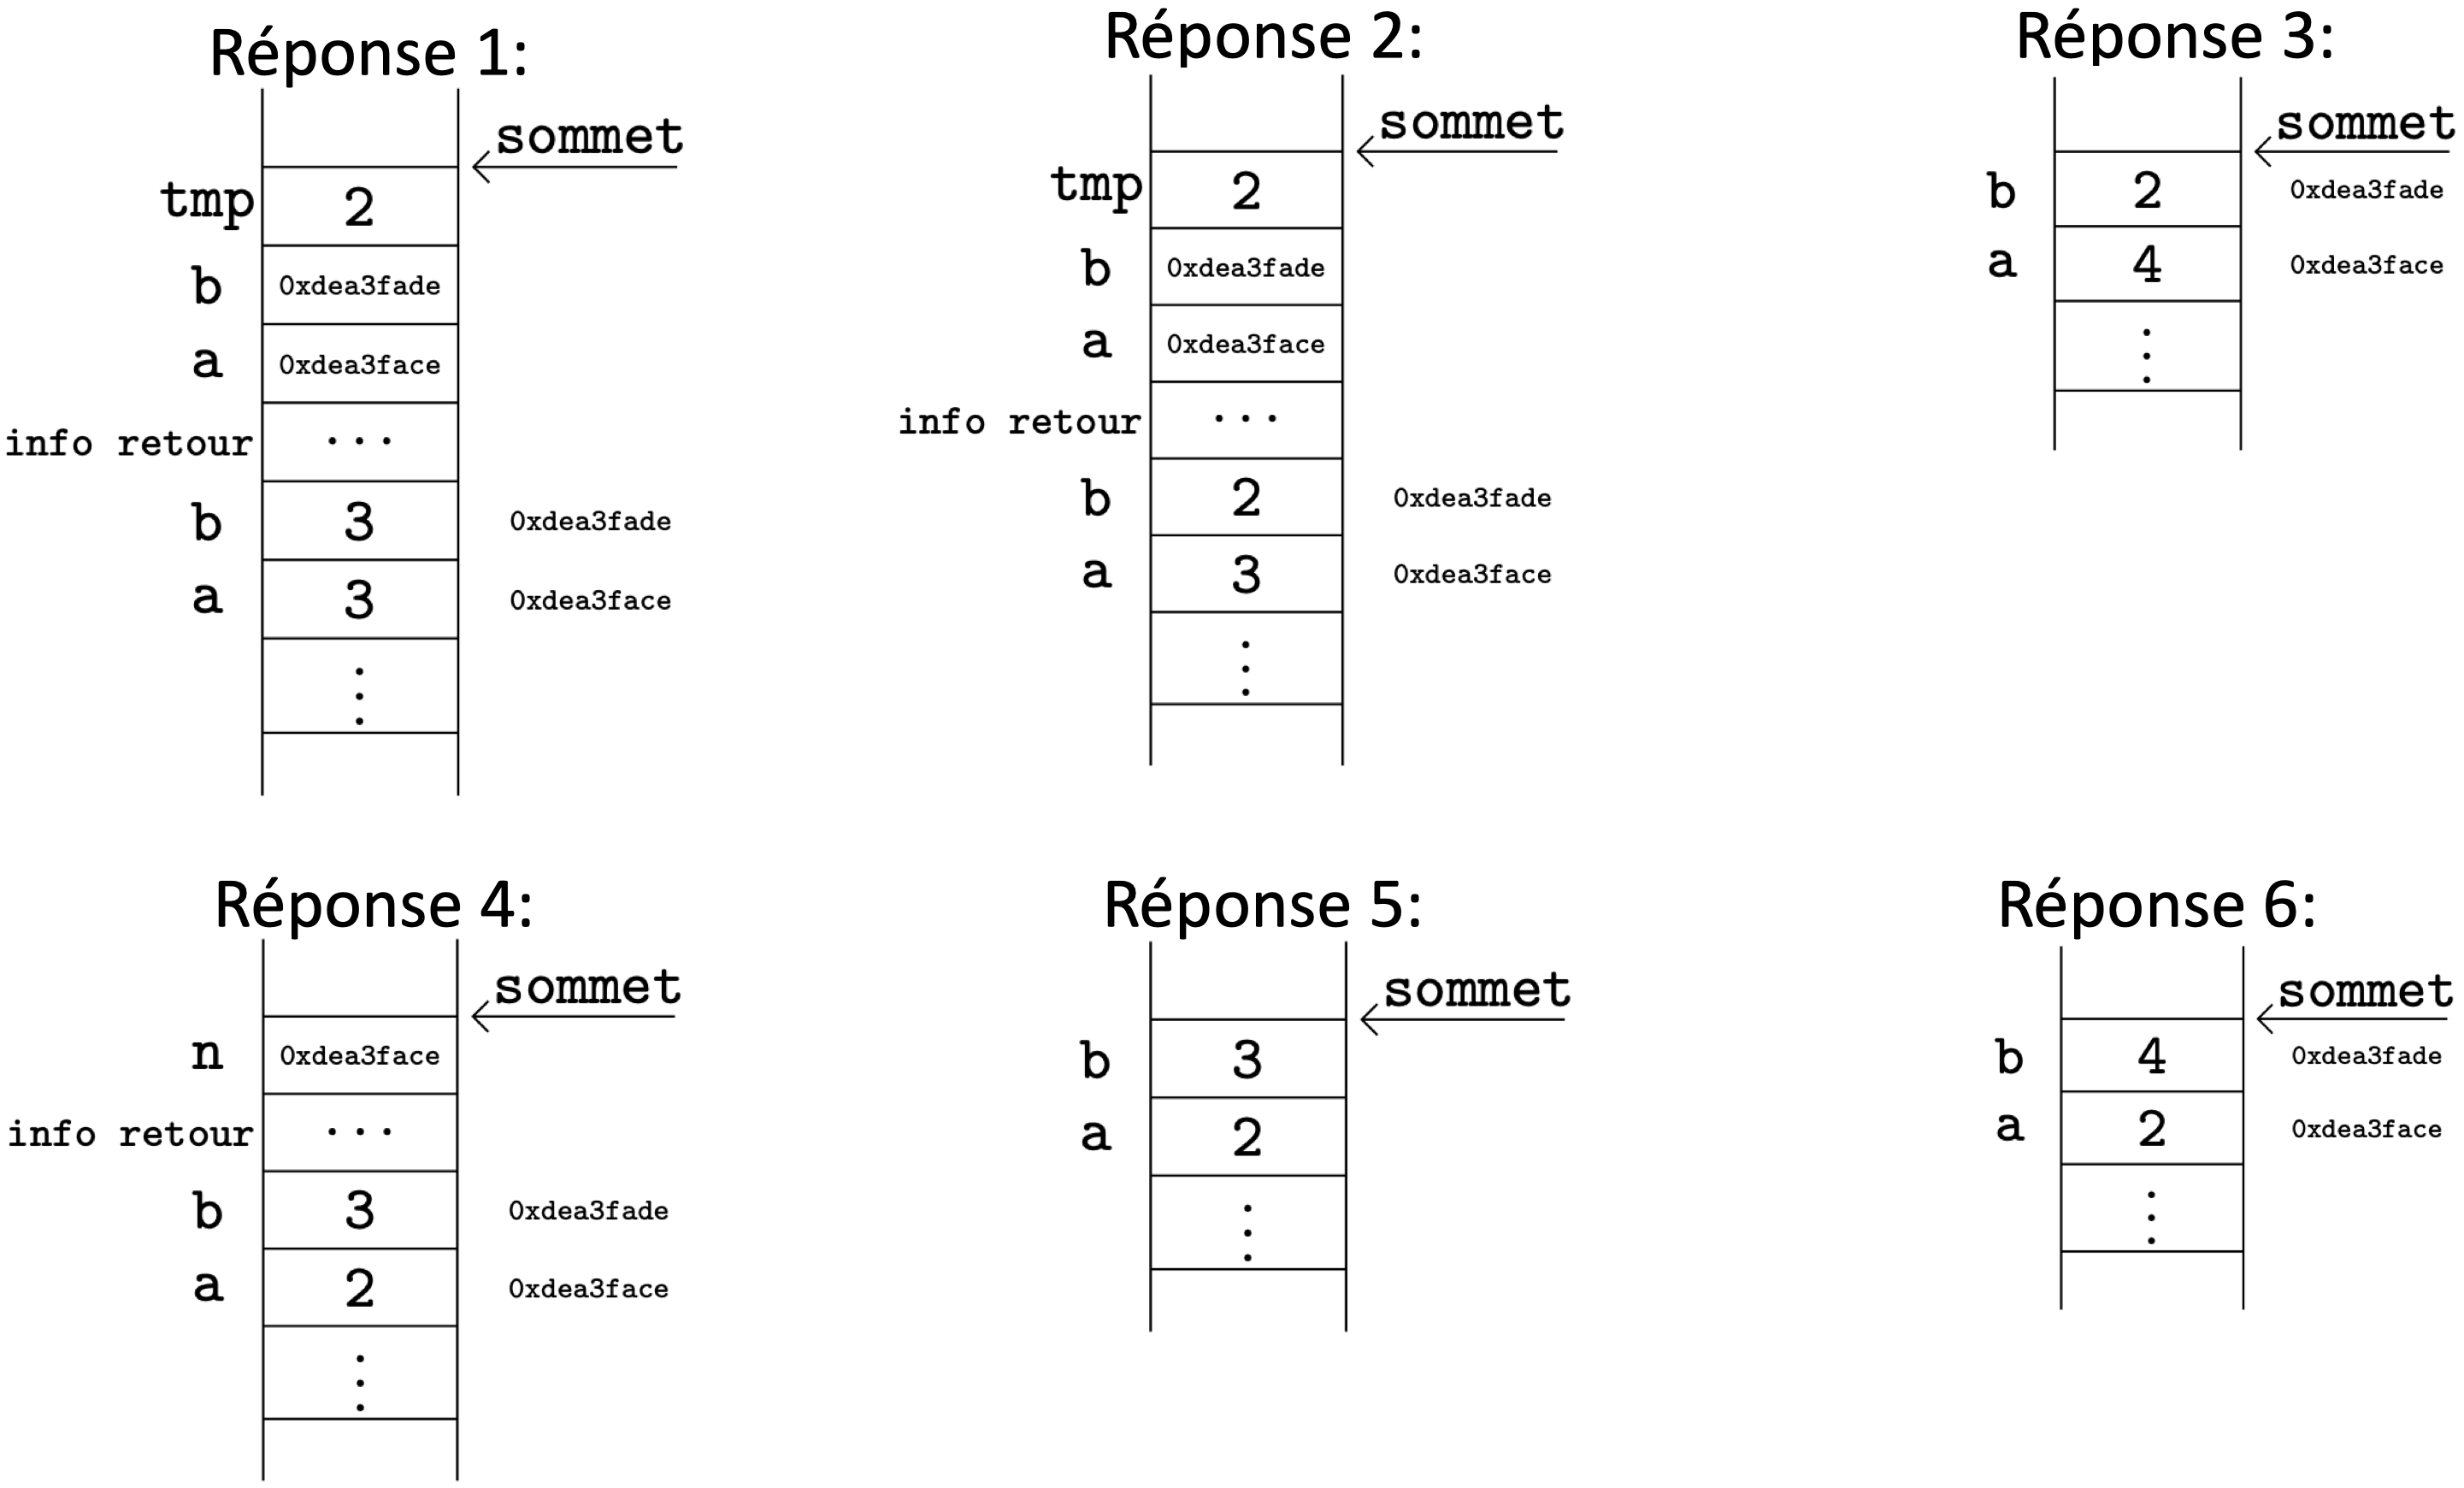 Réponse 1:
sommet
tmp 2
b 0xdea3fade
a 0xdea3face
info retour ...
b 3 0xdea3fade
a 3 0xdea3face
Réponse 2:
sommet
tmp 2
b 0xdea3fade
a 0xdea3face
info retour ...
b 2 0xdea3fade
a 3 0xdea3face
Réponse 3:
sommet
b 2 0xdea3fade
a 4 0xdea3face
Réponse 4:
sommet
n 0xdea3face
info retour ...
b 3 0xdea3fade
a 2 0xdea3face
Réponse 5:
sommet
b 3
a 2
Réponse 6:
sommet
b 4 0xdea3fade
a 2 0xdea3face